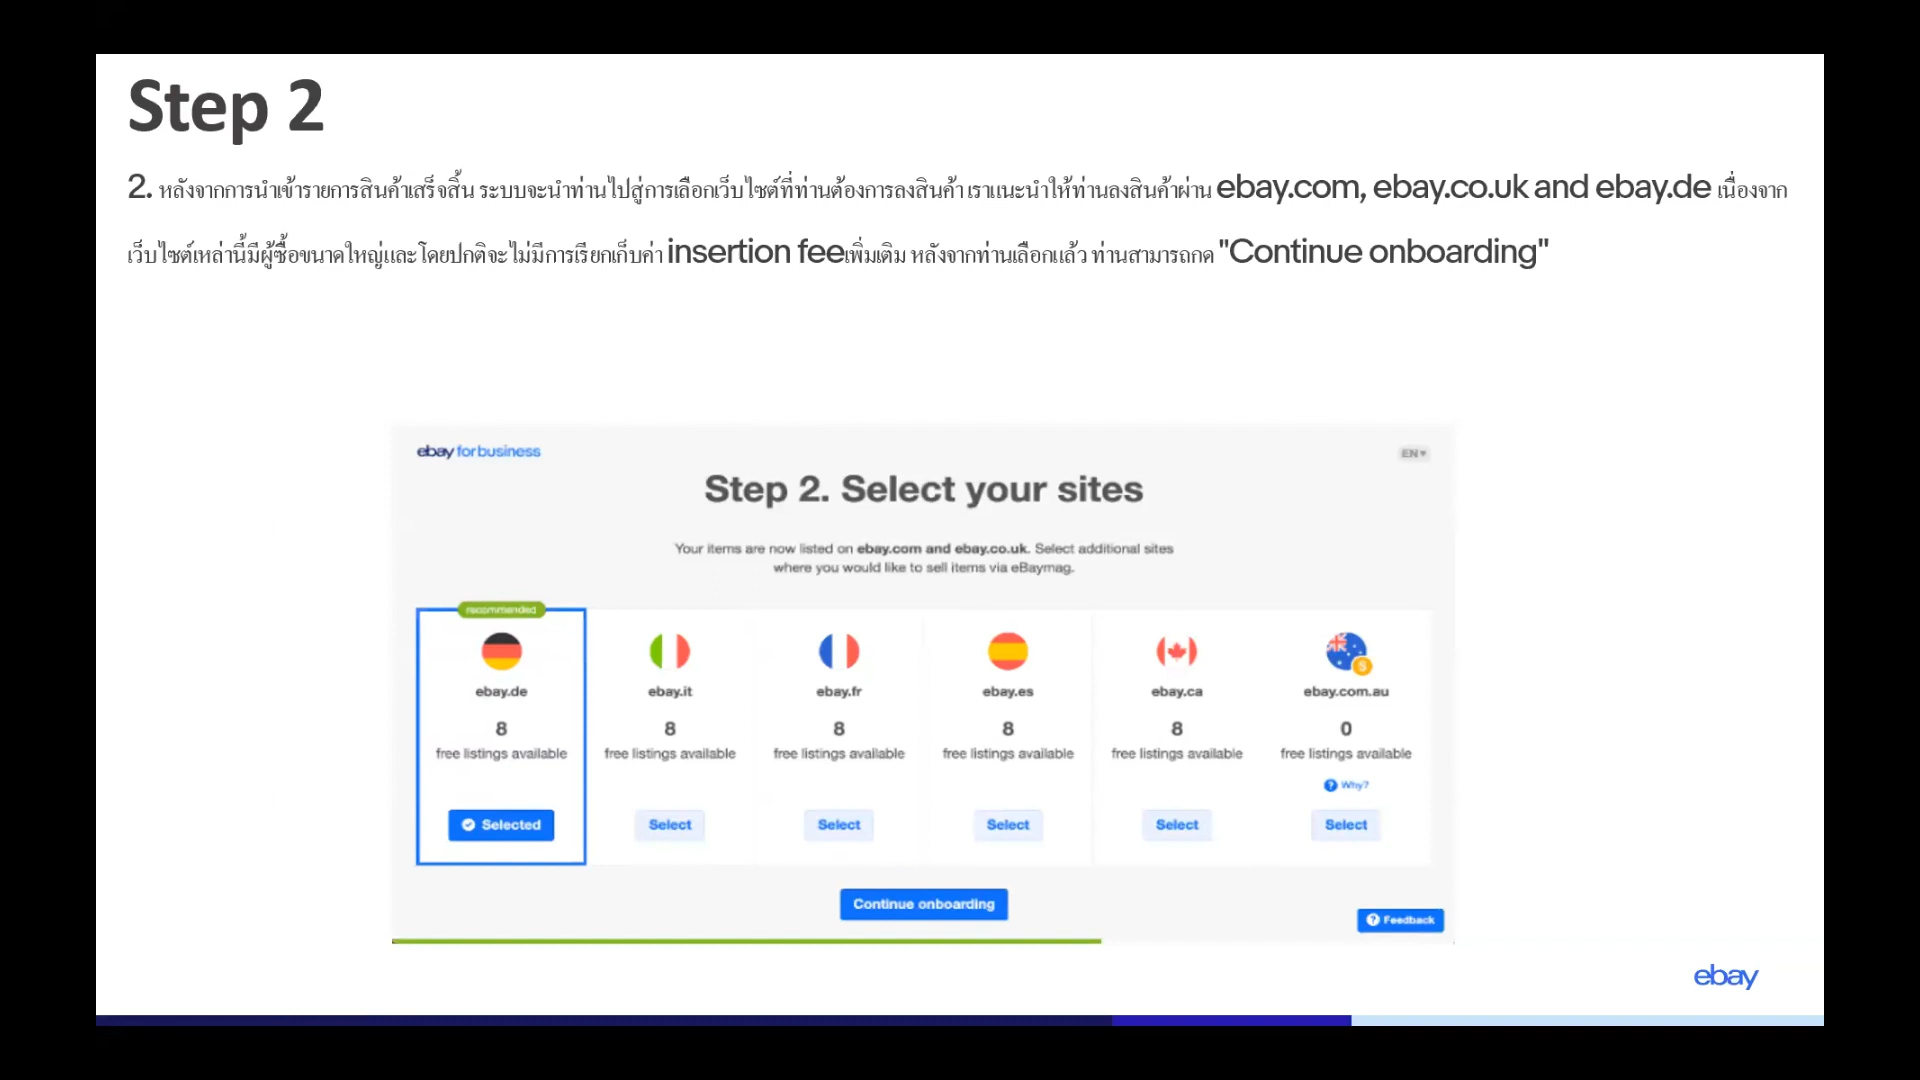 Step 2
2. หลังจากการนำเข้ารายการสินค้าเสร็จสิ้น ระบบจะนำท่านไปสู่การเลือกเว็บไซต์ที่ท่านต้องการลงสินค้า เราแนะนำให้ท่านลงสินค้าผ่าน ebay.com, ebay.co.uk and ebay.de เนื่องจาก
เว็บไซต์เหล่านี้มีผู้ซื้อขนาดใหญ่และโดยปกติจะไม่มีการเรียกเก็บค่า insertion feeเพิ่มเติม หลังจากท่านเลือกแล้ว ท่านสามารถกด "Continue onboarding"
ebay for business
EN
Step 2. Select your sites
Your items are now listed on ebay.com and ebay.co.uk. Select additional sites
where you would like to sell items via eBaymag.
recommended
ebay.de ebay.it ebay.fr ebay.es ebay.ca ebay.com.au
8 8 8 8 8 0
free listings available free listings available free listings available free listings available free listings available free listings available
? Why?
Selected Select Select Select Select Select
Continue onboarding
? Feedback
ebay